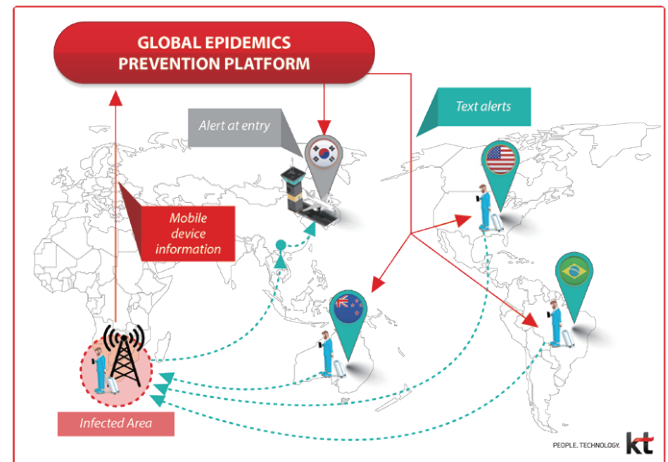 GLOBAL EPIDEMICS
PREVENTION PLATFORM
Alert at entry
Text alerts
Mobile
device
information
Infected Area
PEOPLE. TECHNOLOGY. kt